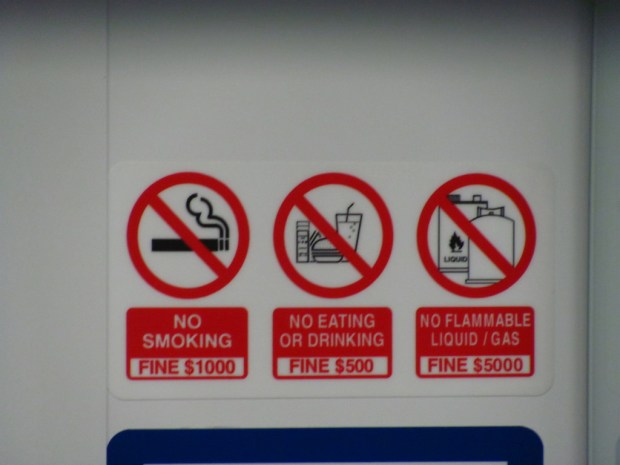 LIQUID
NO
SMOKING
FINE $1000
NO EATING
OR DRINKING
FINE $500
NO FLAMMABLE
LIQUID / GAS
FINE $5000